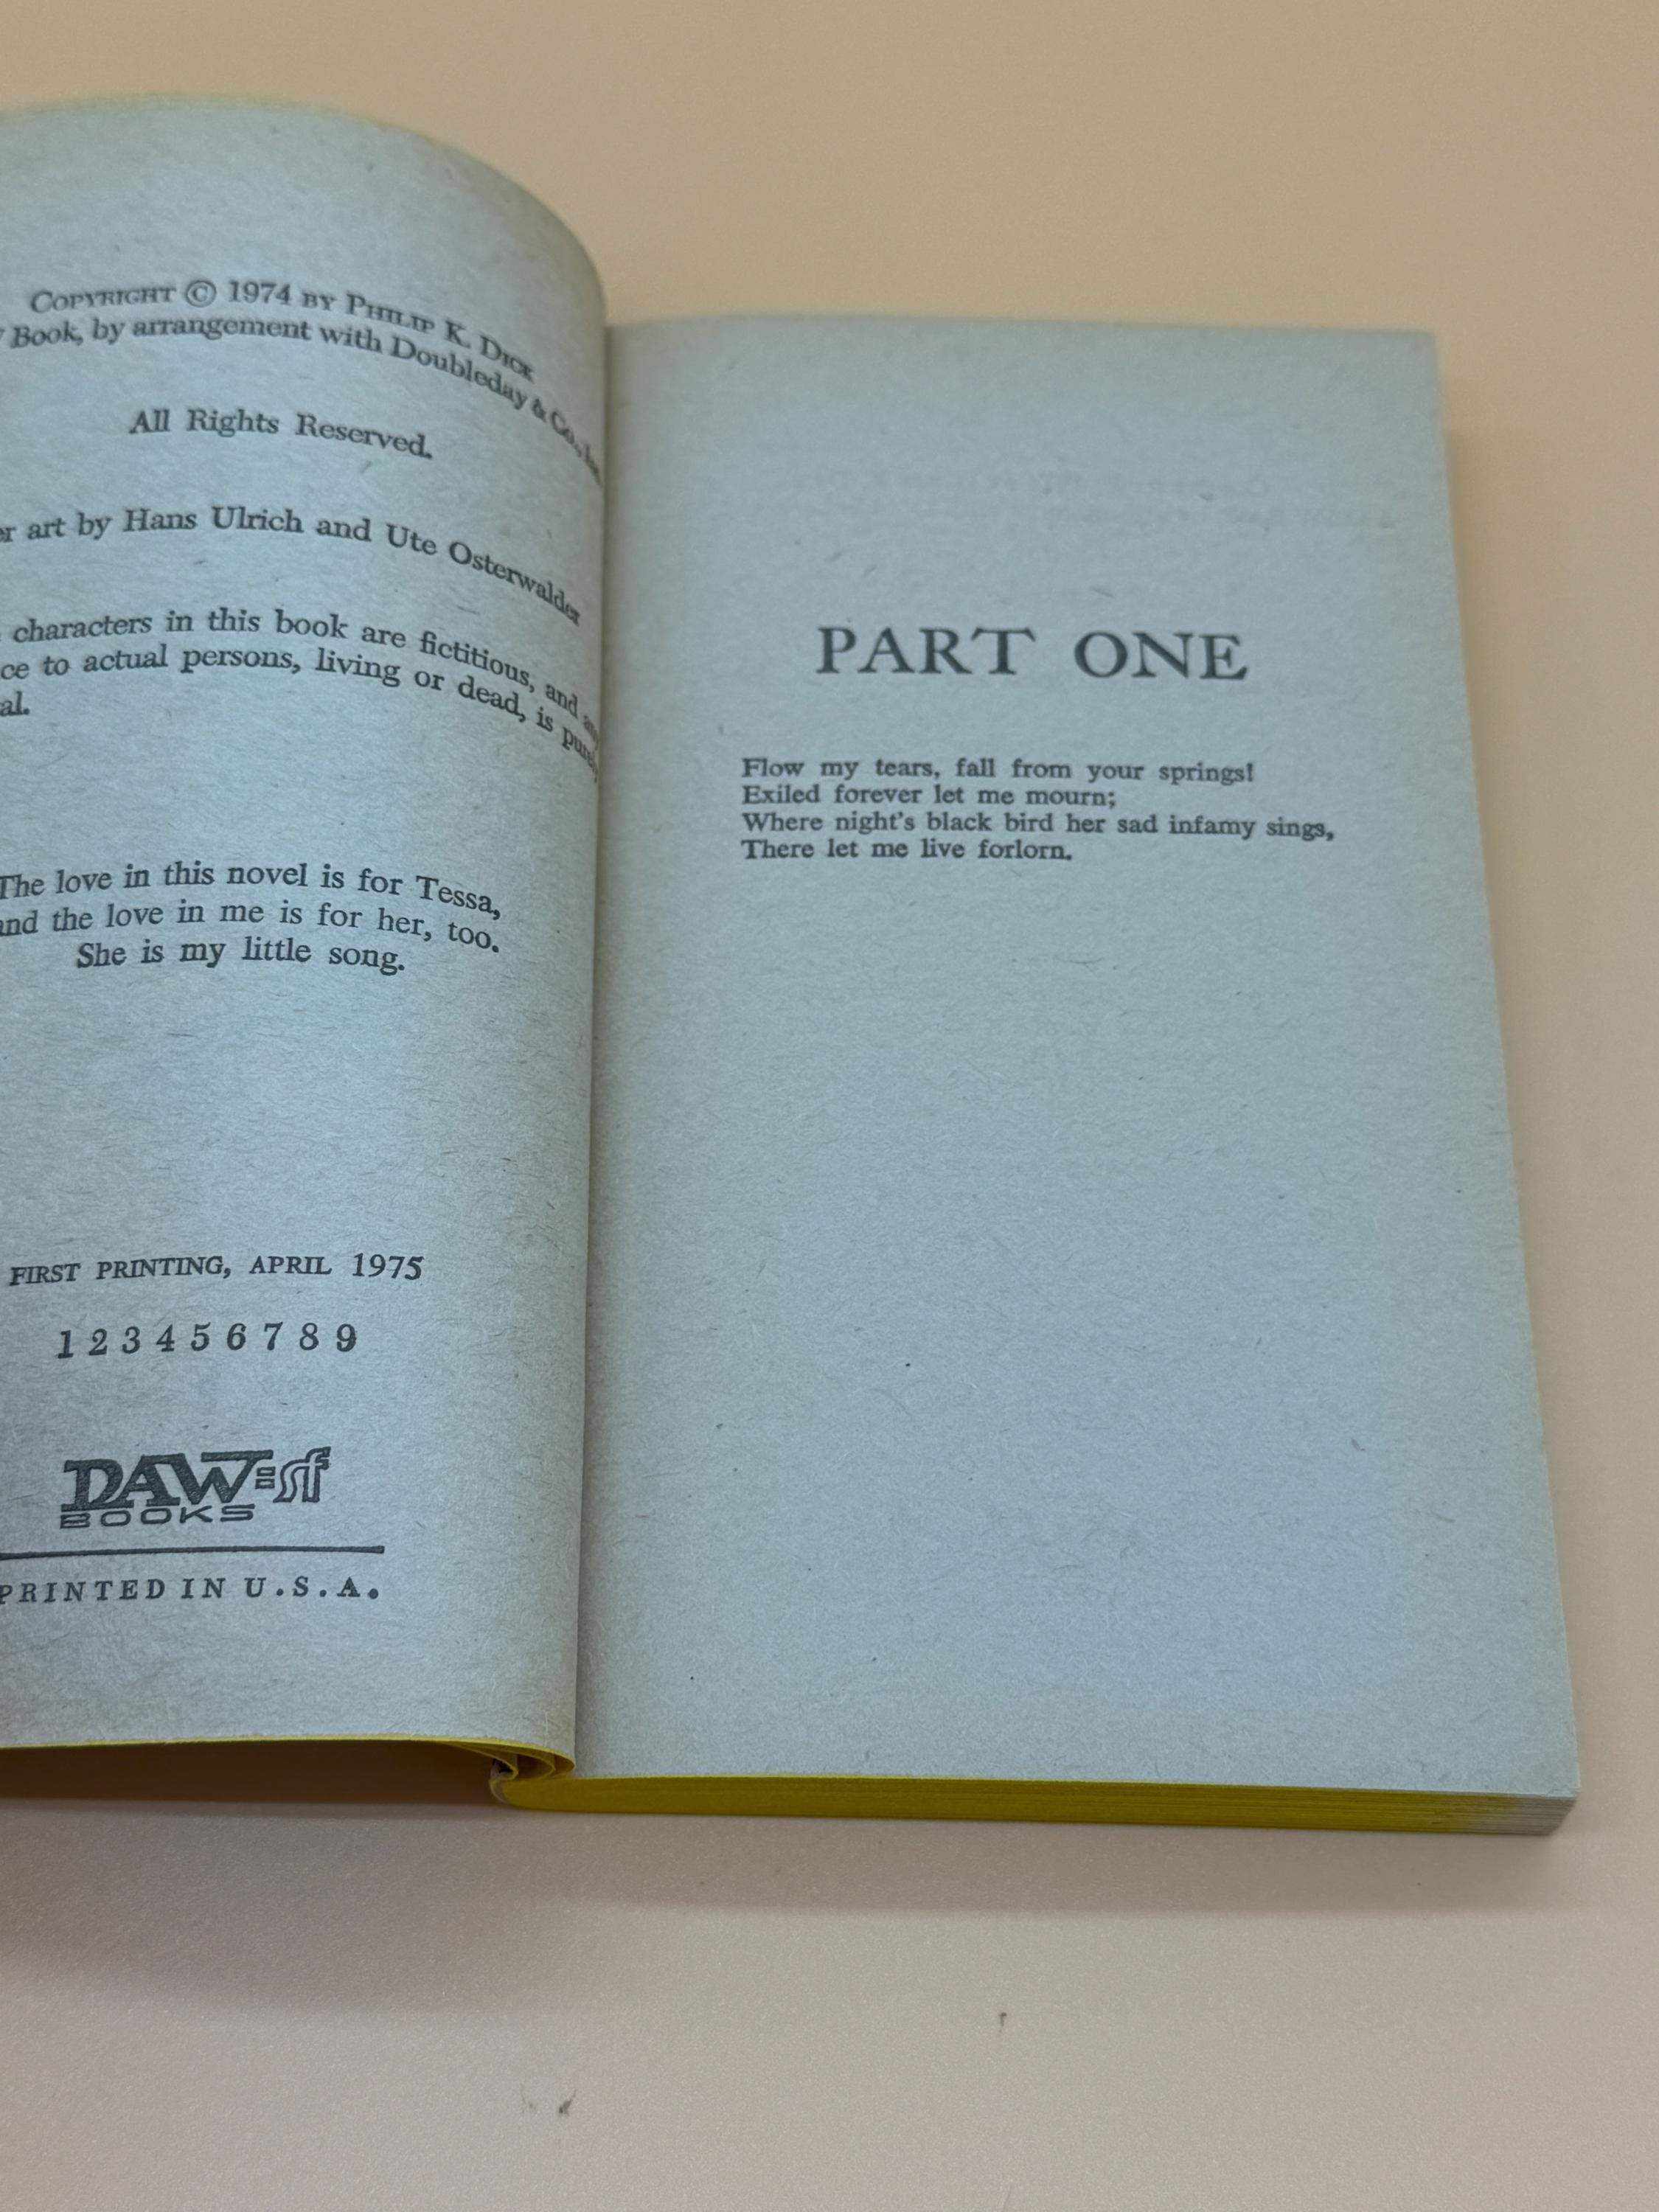 COPYRIGHT © 1974 BY PHILIP K. DICK
Book, by arrangement with Doubleday & Co., Inc.
All Rights Reserved.
art by Hans Ulrich and Ute Osterwalder
characters in this book are fictitious, and
to actual persons, living or dead, is purely
The love in this novel is for Tessa,
and the love in me is for her, too.
She is my little song.
FIRST PRINTING, APRIL 1975
1 2 3 4 5 6 7 8 9
DAW=sf
BOOKS
PRINTED IN U.S.A.
PART ONE
Flow my tears, fall from your springs!
Exiled forever let me mourn;
Where night's black bird her sad infamy sings,
There let me live forlorn.